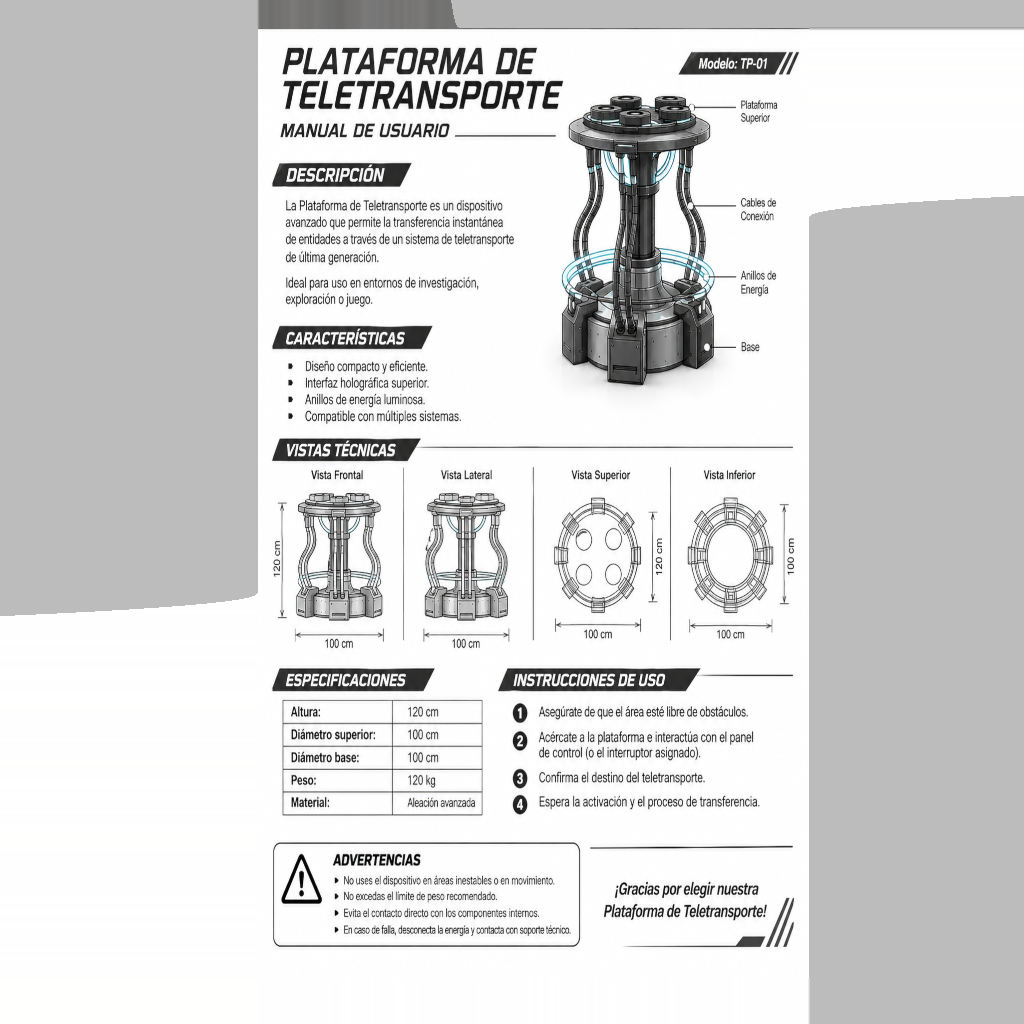 PLATAFORMA DE
TELETRANSPORTE
MANUAL DE USUARIO
Modelo: TP-01
Plataforma
Superior
Cables de
Conexión
Anillos de
Energía
Base
DESCRIPCIÓN
La Plataforma de Teletransporte es un dispositivo
avanzado que permite la transferencia instantánea
de entidades a través de un sistema de teletransporte
de última generación.
Ideal para uso en entornos de investigación,
exploración o juego.
CARACTERÍSTICAS
Diseño compacto y eficiente.
Interfaz holográfica superior.
Anillos de energía luminosa.
Compatible con múltiples sistemas.
VISTAS TÉCNICAS
Vista Frontal
120 cm
100 cm
Vista Lateral
100 cm
Vista Superior
120 cm
100 cm
Vista Inferior
100 cm
100 cm
ESPECIFICACIONES
Altura: 120 cm
Diámetro superior: 100 cm
Diámetro base: 100 cm
Peso: 120 kg
Material: Aleación avanzada
INSTRUCCIONES DE USO
1 Asegúrate de que el área esté libre de obstáculos.
2 Acércate a la plataforma e interactúa con el panel
de control (o el interruptor asignado).
3 Confirma el destino del teletransporte.
4 Espera la activación y el proceso de transferencia.
ADVERTENCIAS
No uses el dispositivo en áreas inestables o en movimiento.
No excedas el límite de peso recomendado.
Evita el contacto directo con los componentes internos.
En caso de falla, desconecta la energía y contacta con soporte técnico.
¡Gracias por elegir nuestra
Plataforma de Teletransporte!